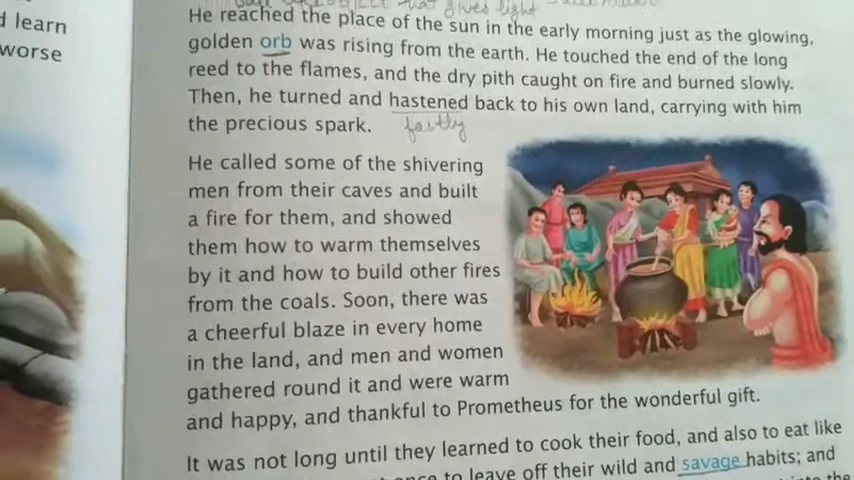 that gives light
d learn
worse
He reached the place of the sun in the early morning just as the glowing,
golden orb was rising from the earth. He touched the end of the long
reed to the flames, and the dry pith caught on fire and burned slowly.
Then, he turned and hastened back to his own land, carrying with him
the precious spark.
fastly
He called some of the shivering
men from their caves and built
a fire for them, and showed
them how to warm themselves
by it and how to build other fires
from the coals. Soon, there was
a cheerful blaze in every home
in the land, and men and women
gathered round it and were warm
and happy, and thankful to Prometheus for the wonderful gift.
It was not long until they learned to cook their food, and also to eat like
to leave off their wild and savage habits; and
the